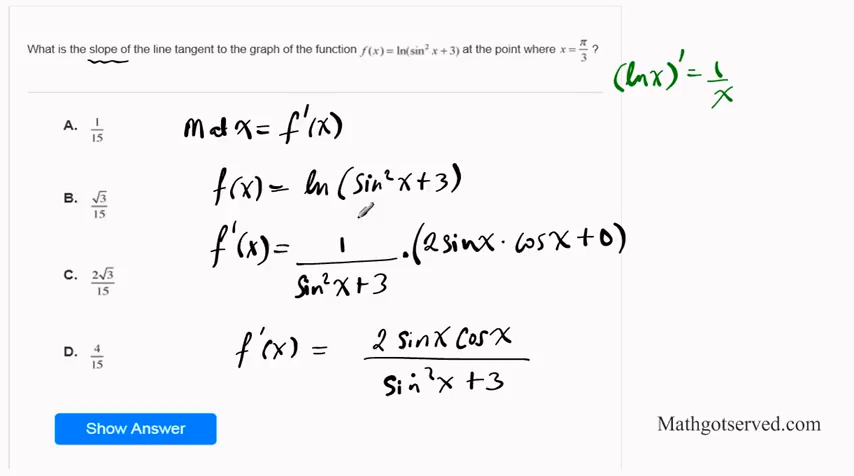 What is the slope of the line tangent to the graph of the function f(x) = ln(sin² x + 3) at the point where x = π/3 ?
(ln x)' = 1/x
A. 1/15
m at x = f'(x)
B. √3/15
f(x) = ln (sin²x + 3)
f'(x) = 1/(sin²x + 3) · (2 sinx · cosx + 0)
C. 2√3/15
D. 4/15
f'(x) = 2 sinx cosx/(sin²x + 3)
Show Answer
Mathgotserved.com